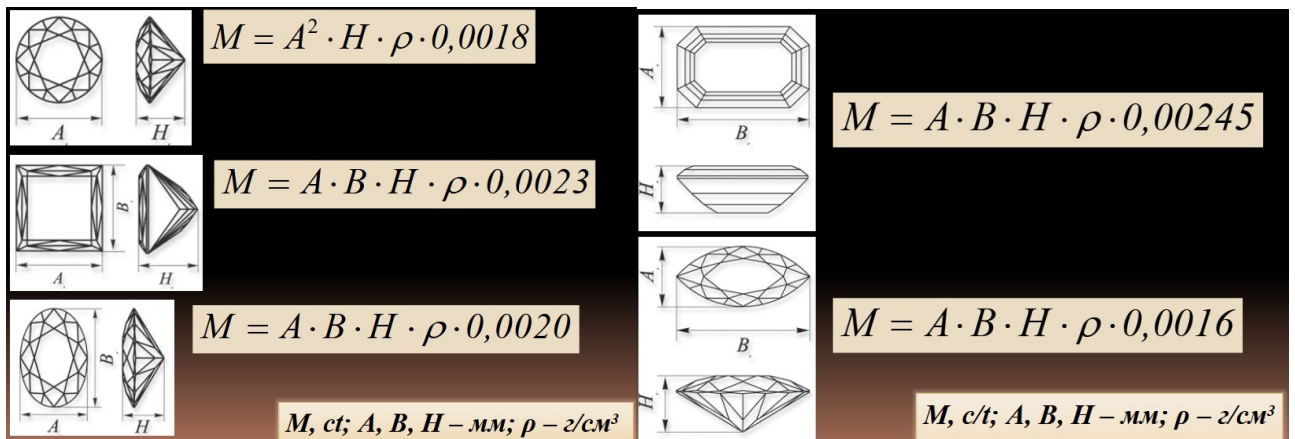 M = A² · H · ρ · 0,0018
A,
H,
M = A · B · H · ρ · 0,0023
B,
A,
H,
M = A · B · H · ρ · 0,0020
B,
A
H
M, ct; A, B, H – мм; ρ – г/см³
A,
B,
M = A · B · H · ρ · 0,00245
H,
A,
B,
M = A · B · H · ρ · 0,0016
H,
M, c/t; A, B, H – мм; ρ – г/см³